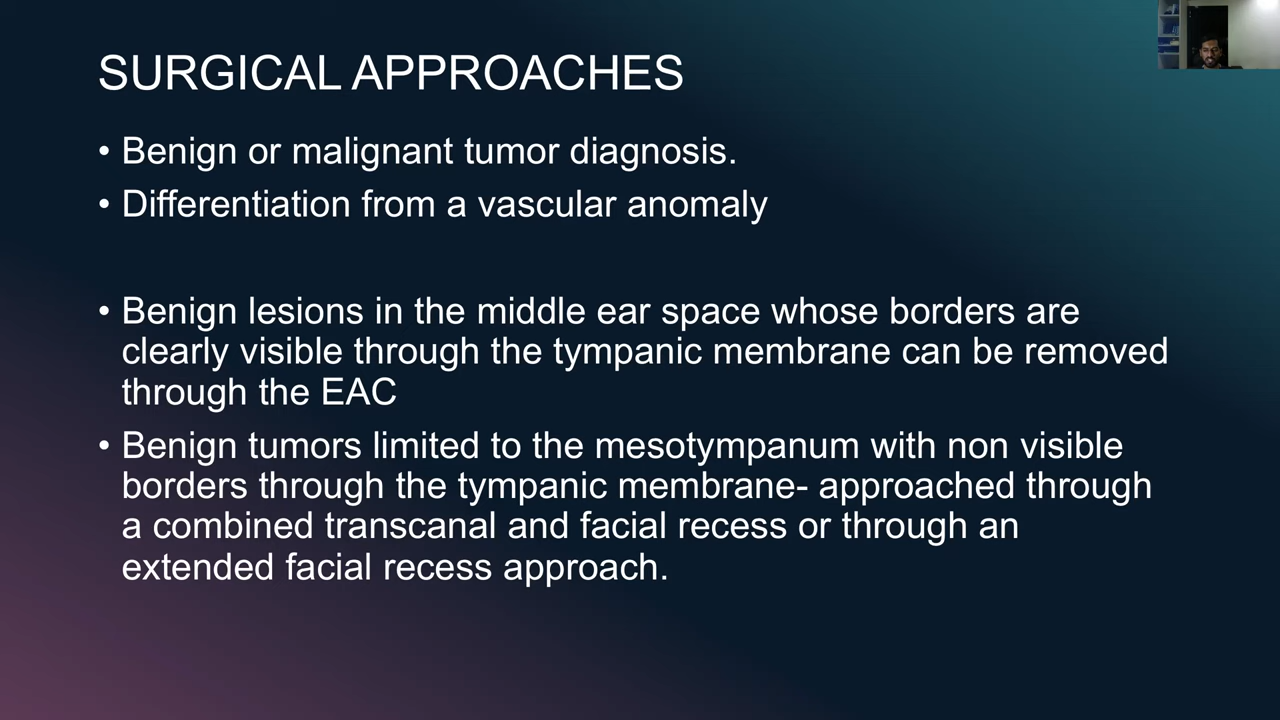 SURGICAL APPROACHES
• Benign or malignant tumor diagnosis.
• Differentiation from a vascular anomaly
• Benign lesions in the middle ear space whose borders are
clearly visible through the tympanic membrane can be removed
through the EAC
• Benign tumors limited to the mesotympanum with non visible
borders through the tympanic membrane- approached through
a combined transcanal and facial recess or through an
extended facial recess approach.